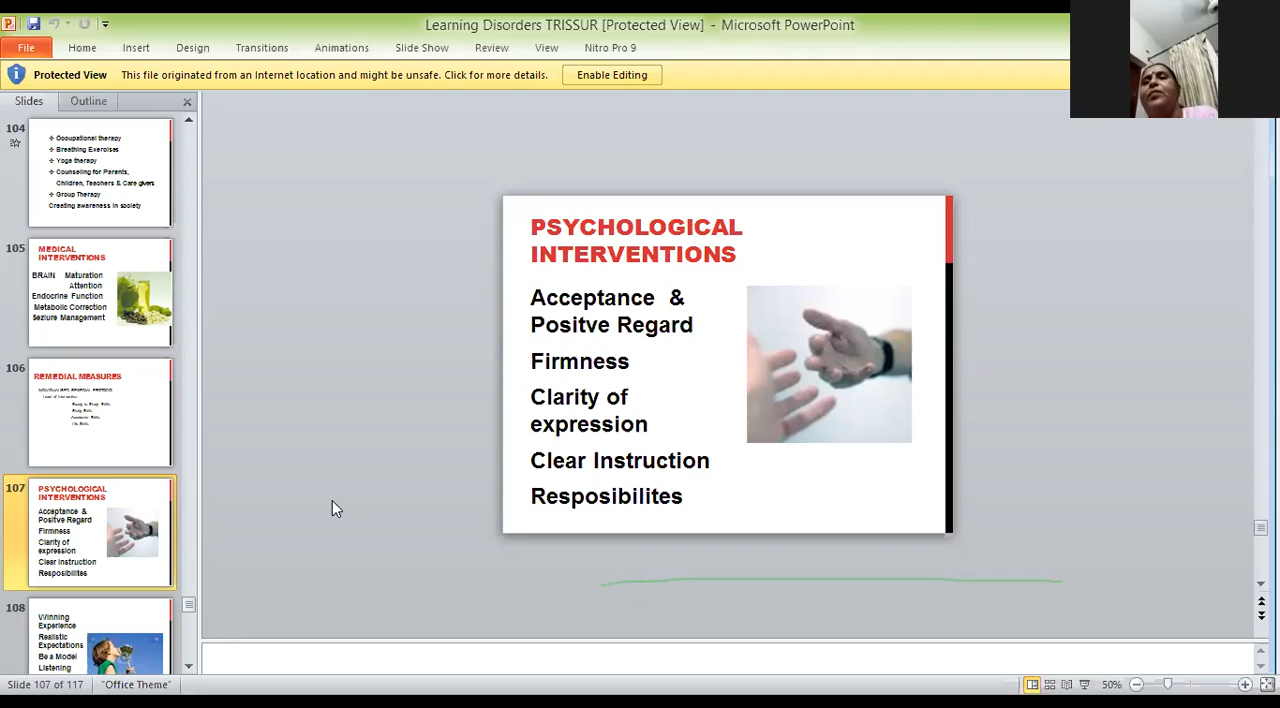 Learning Disorders TRISSUR [Protected View] - Microsoft PowerPoint
File Home Insert Design Transitions Animations Slide Show Review View Nitro Pro 9
Protected View This file originated from an Internet location and might be unsafe. Click for more details. Enable Editing
Slides Outline
104
Occupational therapy
Breathing Exercises
Yoga therapy
Counseling for Parents,
Children, Teachers & Care givers
Group Therapy
Creating awareness in society
105
MEDICAL
INTERVENTIONS
BRAIN Maturation
Attention
Endocrine Function
Metabolic Correction
Seziure Management
106
REMEDIAL MEASURES
107
PSYCHOLOGICAL
INTERVENTIONS
Acceptance &
Positve Regard
Firmness
Clarity of
expression
Clear Instruction
Resposibilites
108
Winning
Experience
Realistic
Expectations
Be a Model
Listening
PSYCHOLOGICAL
INTERVENTIONS
Acceptance &
Positve Regard
Firmness
Clarity of
expression
Clear Instruction
Resposibilites
Slide 107 of 117 "Office Theme" 50%